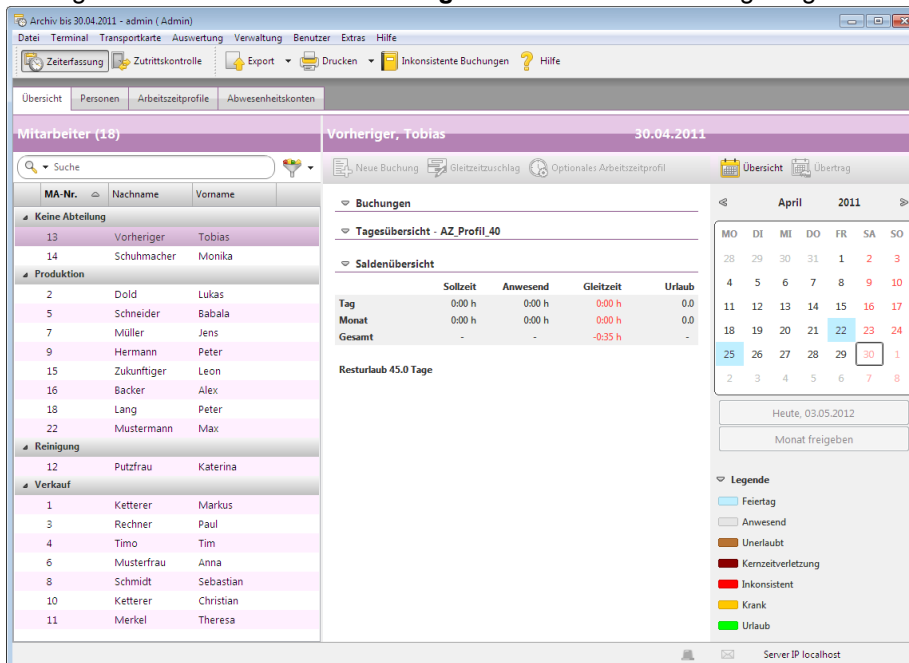 Archiv bis 30.04.2011 - admin ( Admin)
Datei Terminal Transportkarte Auswertung Verwaltung Benutzer Extras Hilfe
Zeiterfassung Zutrittskontrolle Export Drucken Inkonsistente Buchungen Hilfe
Übersicht Personen Arbeitszeitprofile Abwesenheitskonten
Mitarbeiter (18)
Suche
MA-Nr. Nachname Vorname
Keine Abteilung
13 Vorheriger Tobias
14 Schuhmacher Monika
Produktion
2 Dold Lukas
5 Schneider Babala
7 Müller Jens
9 Hermann Peter
15 Zukunftiger Leon
16 Backer Alex
18 Lang Peter
22 Mustermann Max
Reinigung
12 Putzfrau Katerina
Verkauf
1 Ketterer Markus
3 Rechner Paul
4 Timo Tim
6 Musterfrau Anna
8 Schmidt Sebastian
10 Ketterer Christian
11 Merkel Theresa
Vorheriger, Tobias 30.04.2011
Neue Buchung Gleitzeitzuschlag Optionales Arbeitszeitprofil
Buchungen
Tagesübersicht - AZ_Profil_40
Saldenübersicht
Sollzeit Anwesend Gleitzeit Urlaub
Tag 0:00 h 0:00 h 0:00 h 0.0
Monat 0:00 h 0:00 h 0:00 h 0.0
Gesamt - - -0:35 h -
Resturlaub 45.0 Tage
Übersicht Übertrag
April 2011
MO DI MI DO FR SA SO
28 29 30 31 1 2 3
4 5 6 7 8 9 10
11 12 13 14 15 16 17
18 19 20 21 22 23 24
25 26 27 28 29 30 1
2 3 4 5 6 7 8
Heute, 03.05.2012
Monat freigeben
Legende
Feiertag
Anwesend
Unerlaubt
Kernzeitverletzung
Inkonsistent
Krank
Urlaub
Server IP localhost